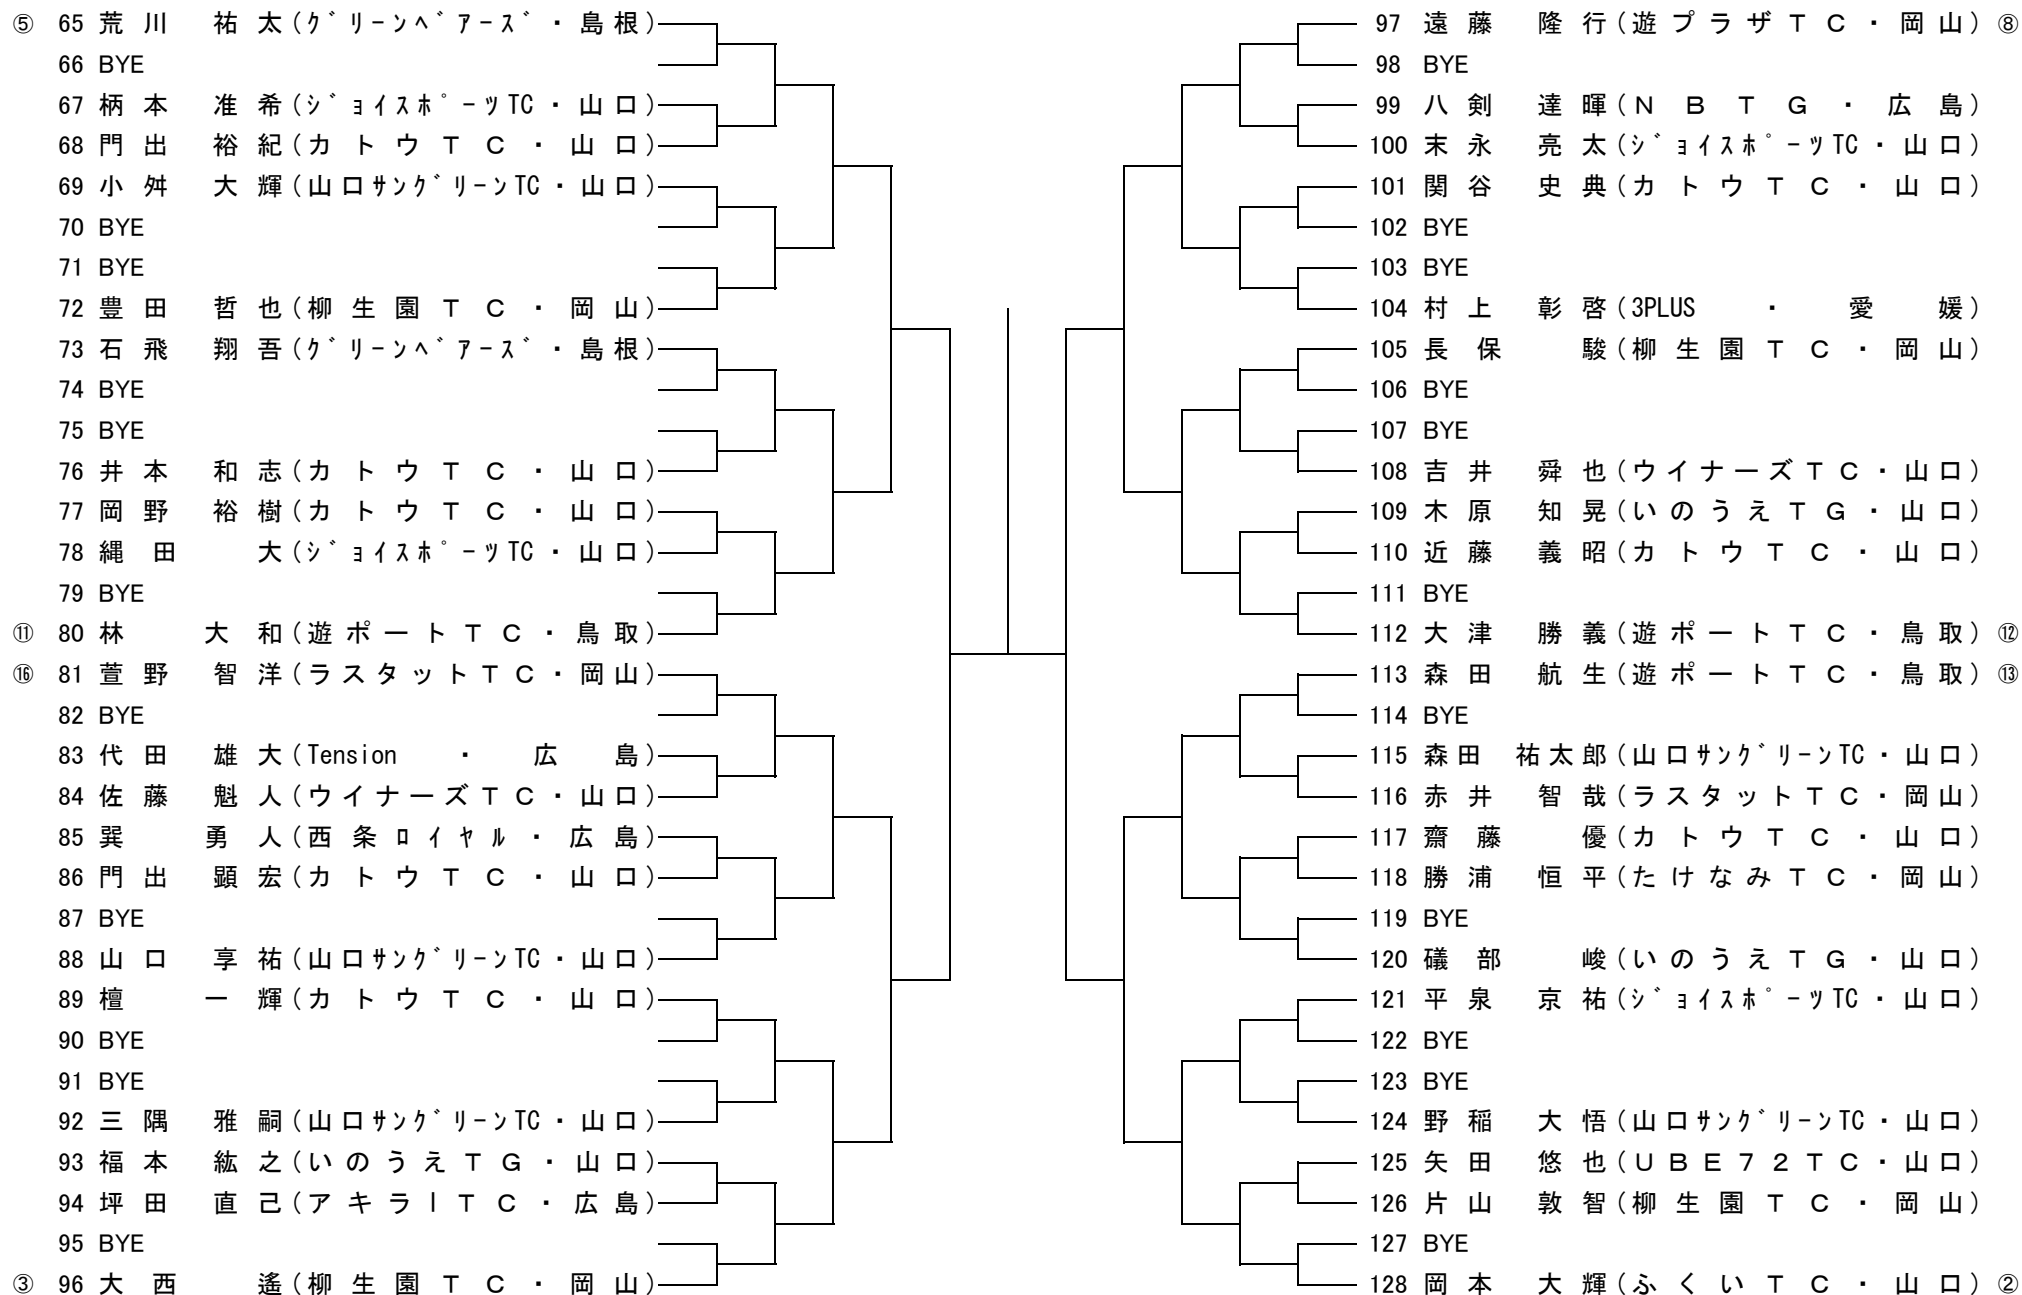 ⑤ 65 荒川 祐太(ｸﾞﾘｰﾝﾍﾞｱｰｽﾞ・島根)
66 BYE
67 柄本 准希(ｼﾞｮｲｽﾎﾟｰﾂTC・山口)
68 門出 裕紀(カトウTC・山口)
69 小舛 大輝(山口ｻﾝｸﾞﾘｰﾝTC・山口)
70 BYE
71 BYE
72 豊田 哲也(柳生園TC・岡山)
73 石飛 翔吾(ｸﾞﾘｰﾝﾍﾞｱｰｽﾞ・島根)
74 BYE
75 BYE
76 井本 和志(カトウTC・山口)
77 岡野 裕樹(カトウTC・山口)
78 縄田 大(ｼﾞｮｲｽﾎﾟｰﾂTC・山口)
79 BYE
⑪ 80 林 大和(遊ポートTC・鳥取)
⑯ 81 萱野 智洋(ラスタットTC・岡山)
82 BYE
83 代田 雄大(Tension・広島)
84 佐藤 魁人(ウイナーズTC・山口)
85 巽 勇人(西条ﾛｲﾔﾙ・広島)
86 門出 顕宏(カトウTC・山口)
87 BYE
88 山口 享祐(山口ｻﾝｸﾞﾘｰﾝTC・山口)
89 檀 一輝(カトウTC・山口)
90 BYE
91 BYE
92 三隅 雅嗣(山口ｻﾝｸﾞﾘｰﾝTC・山口)
93 福本 紘之(いのうえTG・山口)
94 坪田 直己(アキラーTC・広島)
95 BYE
③ 96 大西 遙(柳生園TC・岡山)
97 遠藤 隆行(遊プラザTC・岡山) ⑧
98 BYE
99 八剣 達暉(NBTG・広島)
100 末永 亮太(ｼﾞｮｲｽﾎﾟｰﾂTC・山口)
101 関谷 史典(カトウTC・山口)
102 BYE
103 BYE
104 村上 彰啓(3PLUS・愛媛)
105 長保 駿(柳生園TC・岡山)
106 BYE
107 BYE
108 吉井 舜也(ウイナーズTC・山口)
109 木原 知晃(いのうえTG・山口)
110 近藤 義昭(カトウTC・山口)
111 BYE
112 大津 勝義(遊ポートTC・鳥取) ⑫
113 森田 航生(遊ポートTC・鳥取) ⑬
114 BYE
115 森田 祐太郎(山口ｻﾝｸﾞﾘｰﾝTC・山口)
116 赤井 智哉(ラスタットTC・岡山)
117 齋藤 優(カトウTC・山口)
118 勝浦 恒平(たけなみTC・岡山)
119 BYE
120 礒部 峻(いのうえTG・山口)
121 平泉 京祐(ｼﾞｮｲｽﾎﾟｰﾂTC・山口)
122 BYE
123 BYE
124 野稲 大悟(山口ｻﾝｸﾞﾘｰﾝTC・山口)
125 矢田 悠也(UBE72TC・山口)
126 片山 敦智(柳生園TC・岡山)
127 BYE
128 岡本 大輝(ふくいTC・山口) ②